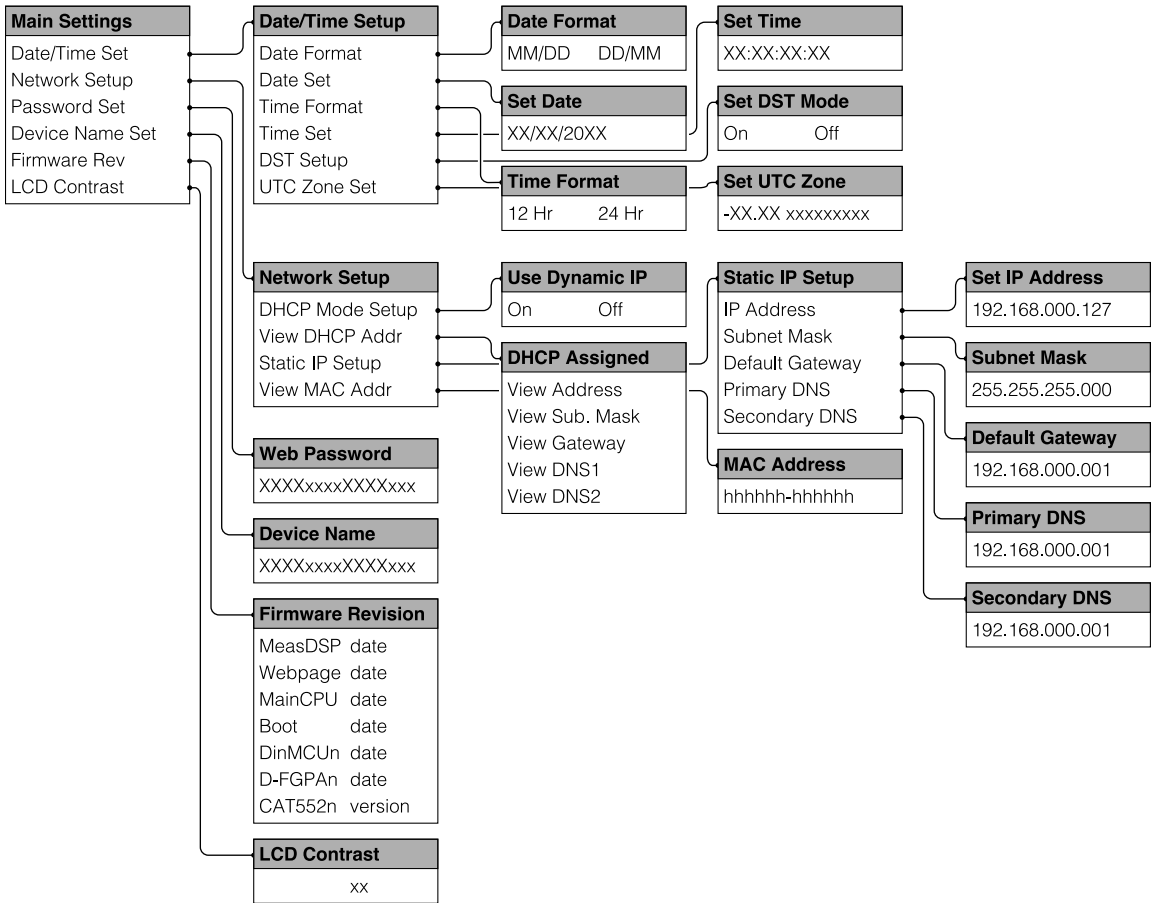 Main Settings
Date/Time Set
Network Setup
Password Set
Device Name Set
Firmware Rev
LCD Contrast
Date/Time Setup
Date Format
Date Set
Time Format
Time Set
DST Setup
UTC Zone Set
Date Format
MM/DD DD/MM
Set Date
XX/XX/20XX
Time Format
12 Hr 24 Hr
Set Time
XX:XX:XX:XX
Set DST Mode
On Off
Set UTC Zone
-XX.XX xxxxxxxxx
Network Setup
DHCP Mode Setup
View DHCP Addr
Static IP Setup
View MAC Addr
Use Dynamic IP
On Off
DHCP Assigned
View Address
View Sub. Mask
View Gateway
View DNS1
View DNS2
Static IP Setup
IP Address
Subnet Mask
Default Gateway
Primary DNS
Secondary DNS
MAC Address
hhhhhh-hhhhhh
Set IP Address
192.168.000.127
Subnet Mask
255.255.255.000
Default Gateway
192.168.000.001
Primary DNS
192.168.000.001
Secondary DNS
192.168.000.001
Web Password
XXXXxxxxXXXXxxx
Device Name
XXXXxxxxXXXXxxx
Firmware Revision
MeasDSP date
Webpage date
MainCPU date
Boot date
DinMCUn date
D-FGPAn date
CAT552n version
LCD Contrast
xx